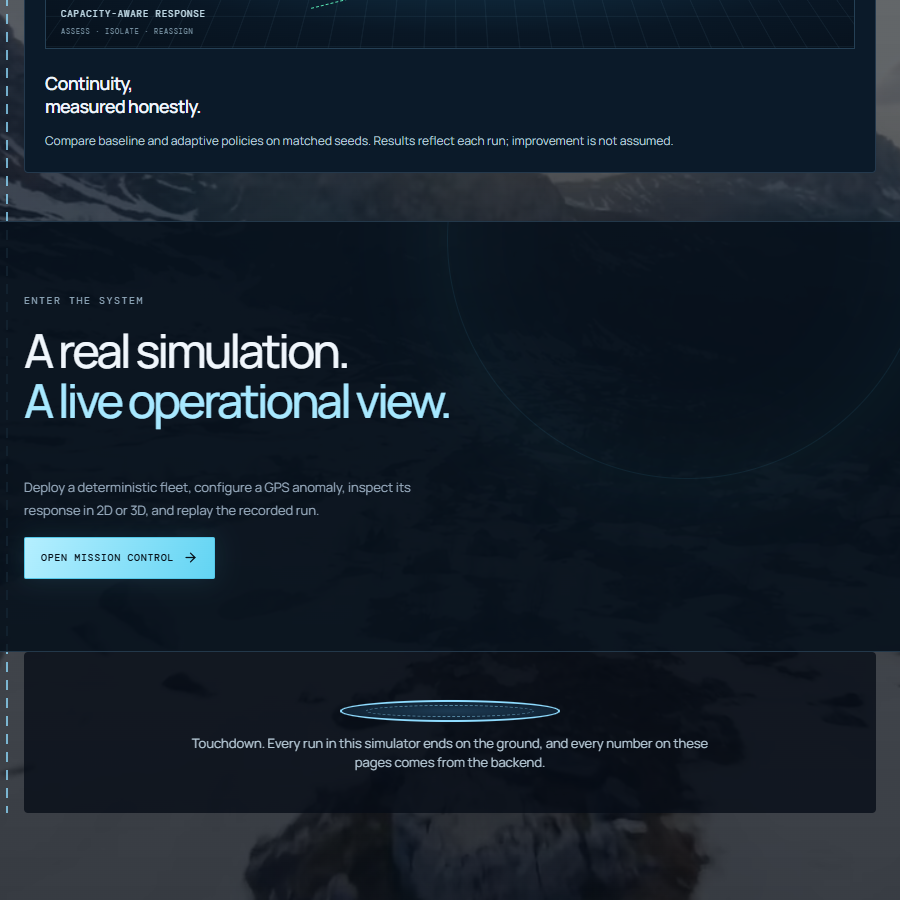 CAPACITY-AWARE RESPONSE
ASSESS · ISOLATE · REASSIGN
Continuity,
measured honestly.
Compare baseline and adaptive policies on matched seeds. Results reflect each run; improvement is not assumed.
ENTER THE SYSTEM
A real simulation.
A live operational view.
Deploy a deterministic fleet, configure a GPS anomaly, inspect its
response in 2D or 3D, and replay the recorded run.
OPEN MISSION CONTROL →
Touchdown. Every run in this simulator ends on the ground, and every number on these
pages comes from the backend.